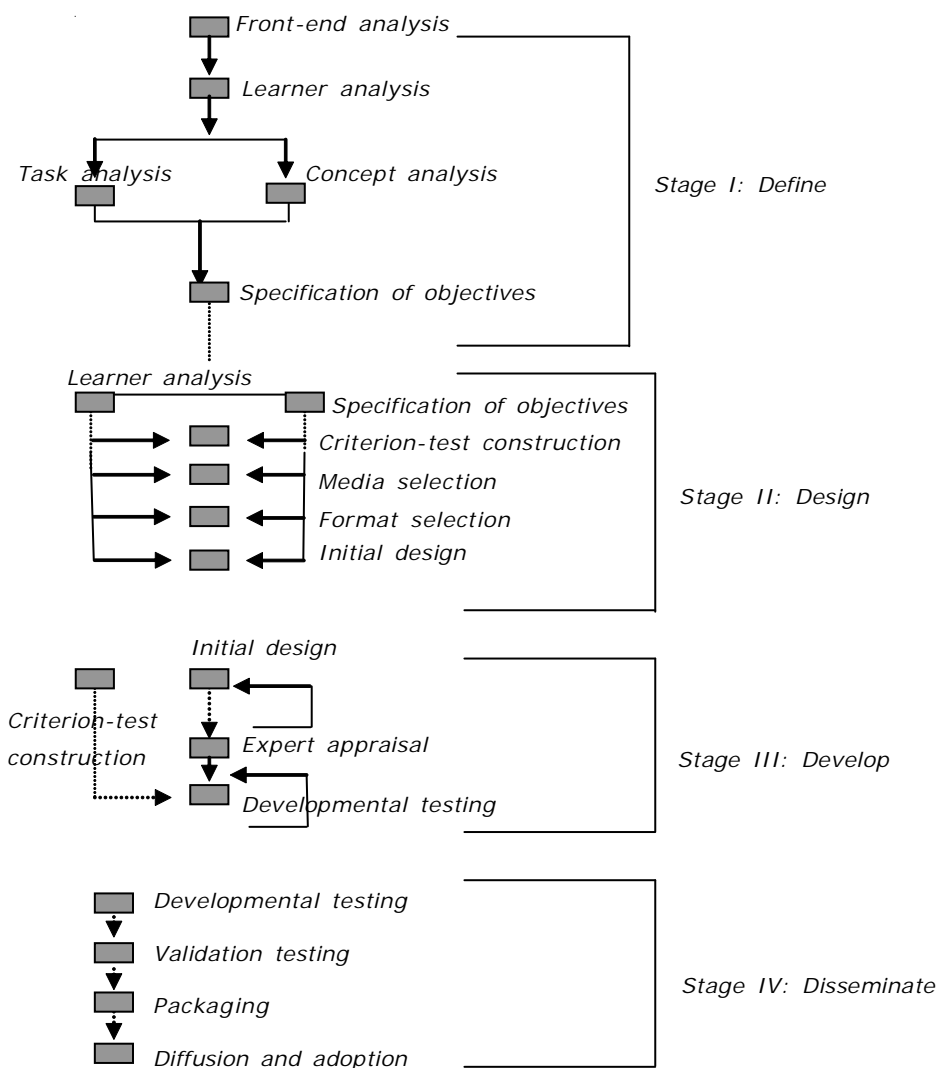 Front-end analysis
Learner analysis
Task analysis
Concept analysis
Stage I: Define
Specification of objectives
Learner analysis
Specification of objectives
Criterion-test construction
Media selection
Stage II: Design
Format selection
Initial design
Initial design
Criterion-test
construction
Expert appraisal
Stage III: Develop
Developmental testing
Developmental testing
Validation testing
Stage IV: Disseminate
Packaging
Diffusion and adoption